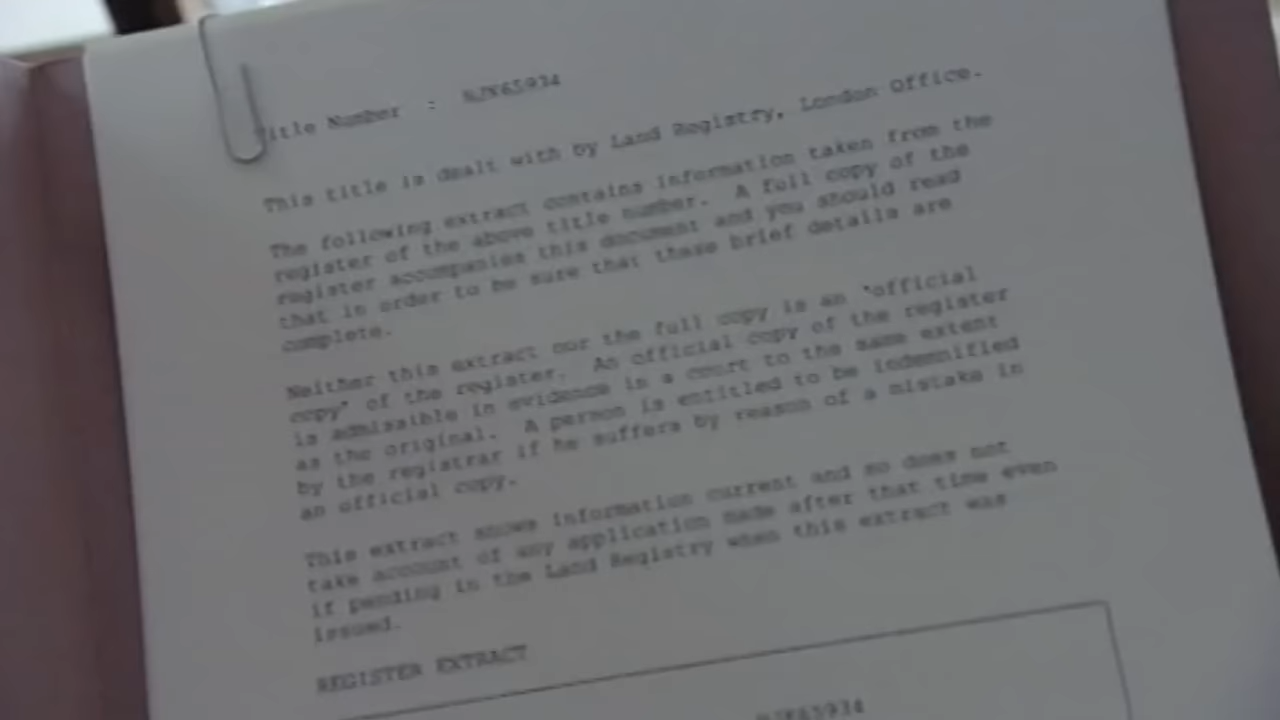 Title Number :
This title is dealt with by Land Registry, London Office.
The following extract contains information taken from the
register of the above title number. A full copy of the
register accompanies this document and you should read
that in order to be sure that these brief details are
complete.
Neither this extract nor the full copy is an "official
copy" of the register. An official copy of the register
is admissible in evidence in a court to the same extent
as the original. A person is entitled to be indemnified
by the registrar if he suffers by reason of a mistake in
an official copy.
This extract shows information current and so does not
take account of any application made after that time even
if pending in the Land Registry when this extract was
issued.
REGISTER EXTRACT